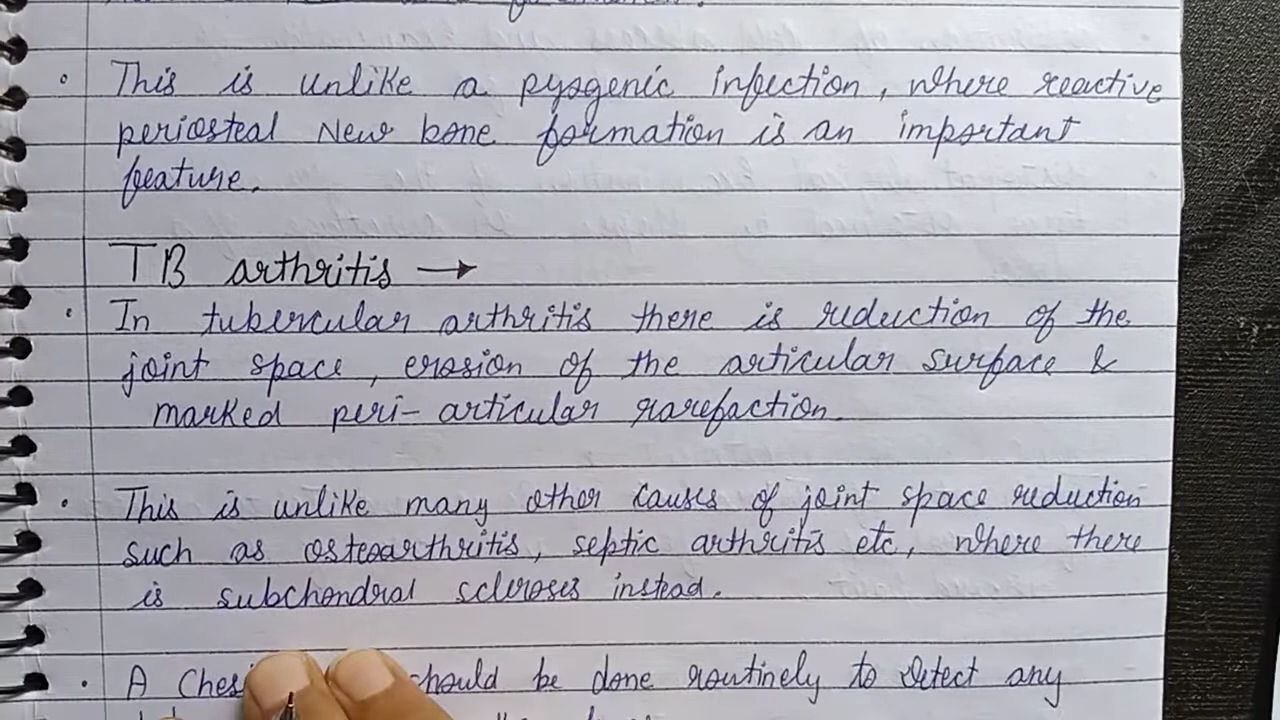 • This is unlike a pyogenic infection, where reactive
periosteal New bone formation is an important
feature.
TB arthritis →
• In tubercular arthritis there is reduction of the
joint space, erosion of the articular surface &
marked peri-articular rarefaction.
• This is unlike many other causes of joint space reduction
such as osteoarthritis, septic arthritis etc, where there
is subchondral scleroses instead.
• A should be done routinely to detect any